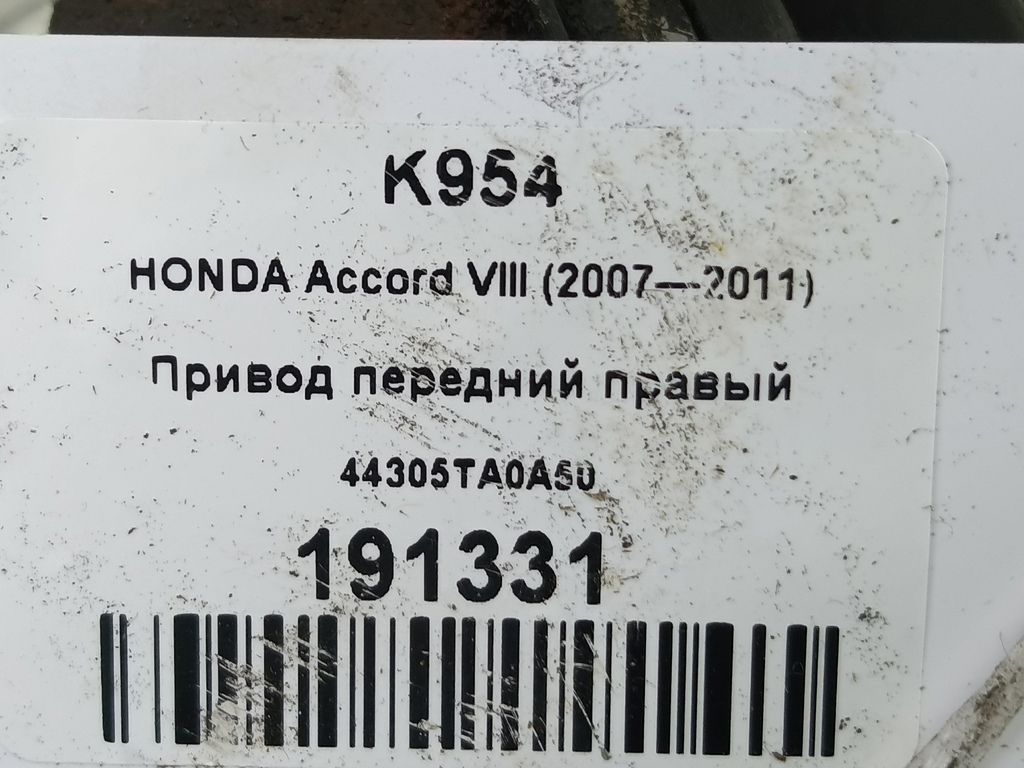 K954
HONDA Accord VIII (2007—2011)
Привод передний правый
44305TA0A50
191331